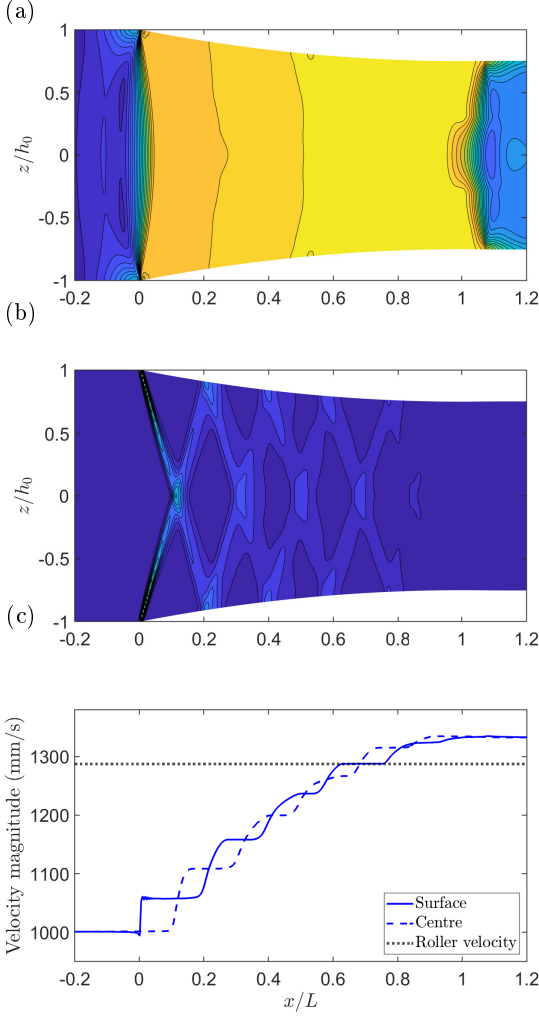 (a)
1
0.5
0
-0.5
-1
z/h0
-0.2 0 0.2 0.4 0.6 0.8 1 1.2
(b)
1
0.5
0
-0.5
-1
z/h0
-0.2 0 0.2 0.4 0.6 0.8 1 1.2
(c)
Velocity magnitude (mm/s)
1300
1200
1100
1000
Surface
Centre
Roller velocity
-0.2 0 0.2 0.4 0.6 0.8 1 1.2
x/L